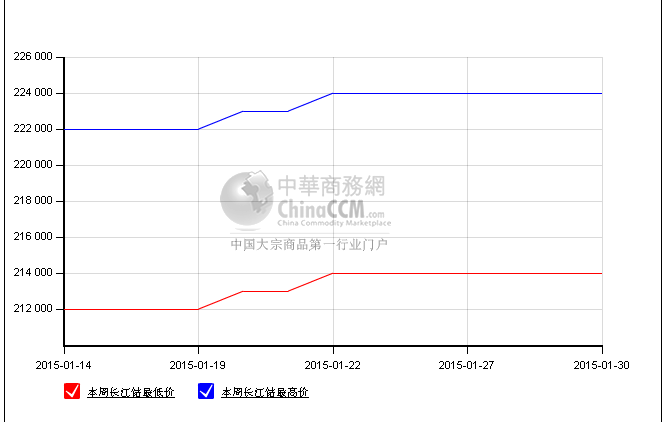 226 000
224 000
222 000
220 000
218 000
216 000
214 000
212 000
中華商務網
ChinaCCM.com
China Commodity Marketplace
中国大宗商品第一行业门户
2015-01-14
2015-01-19
2015-01-22
2015-01-27
2015-01-30
本周长江钴最低价
本周长江钴最高价